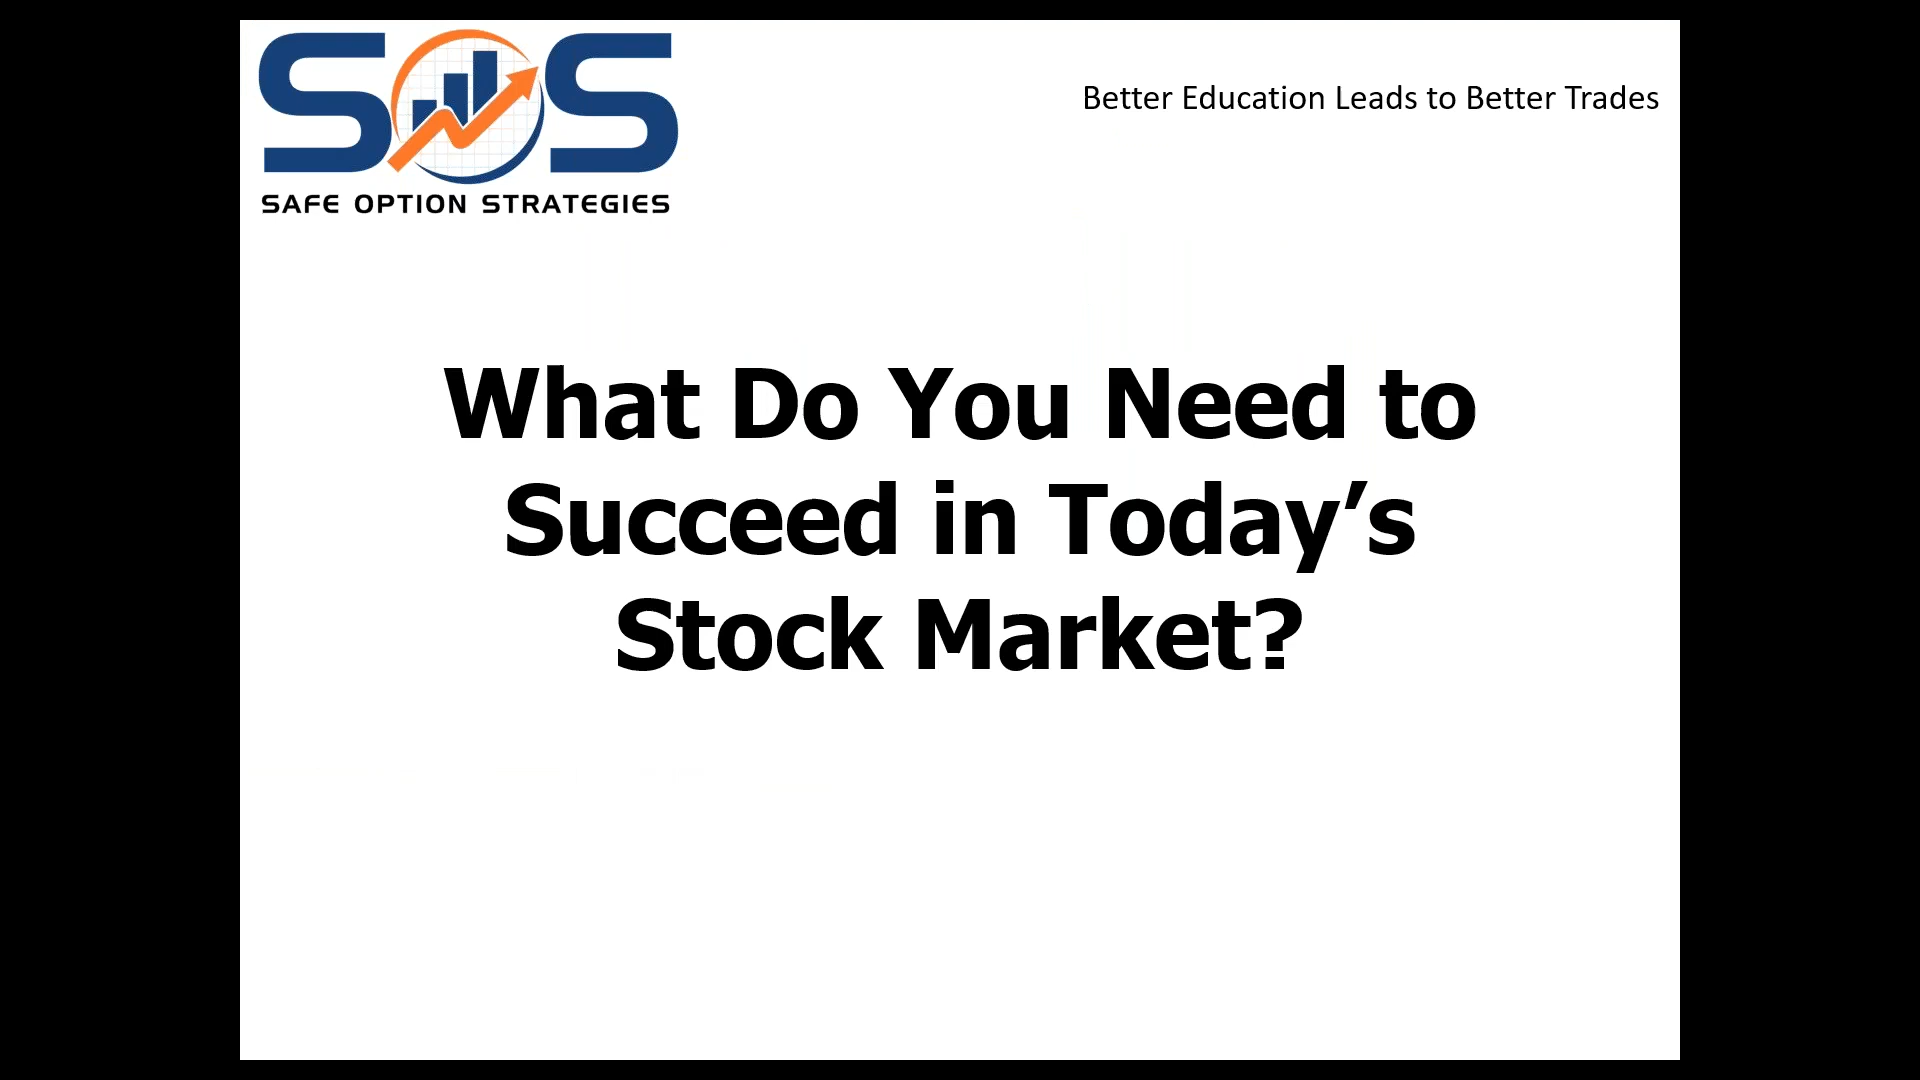 SOS
SAFE OPTION STRATEGIES
Better Education Leads to Better Trades
What Do You Need to
Succeed in Today’s
Stock Market?